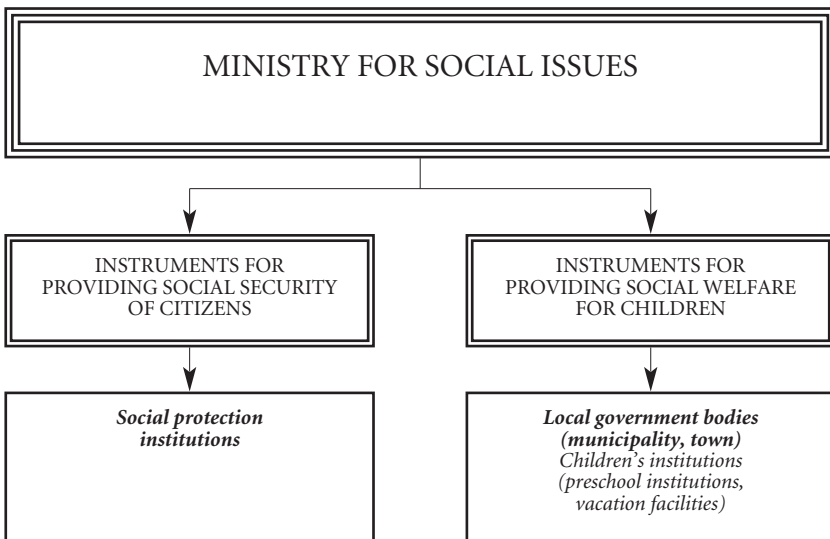 MINISTRY FOR SOCIAL ISSUES
INSTRUMENTS FOR
PROVIDING SOCIAL SECURITY
OF CITIZENS
INSTRUMENTS FOR
PROVIDING SOCIAL WELFARE
FOR CHILDREN
Social protection
institutions
Local government bodies
(municipality, town)
Children’s institutions
(preschool institutions,
vacation facilities)